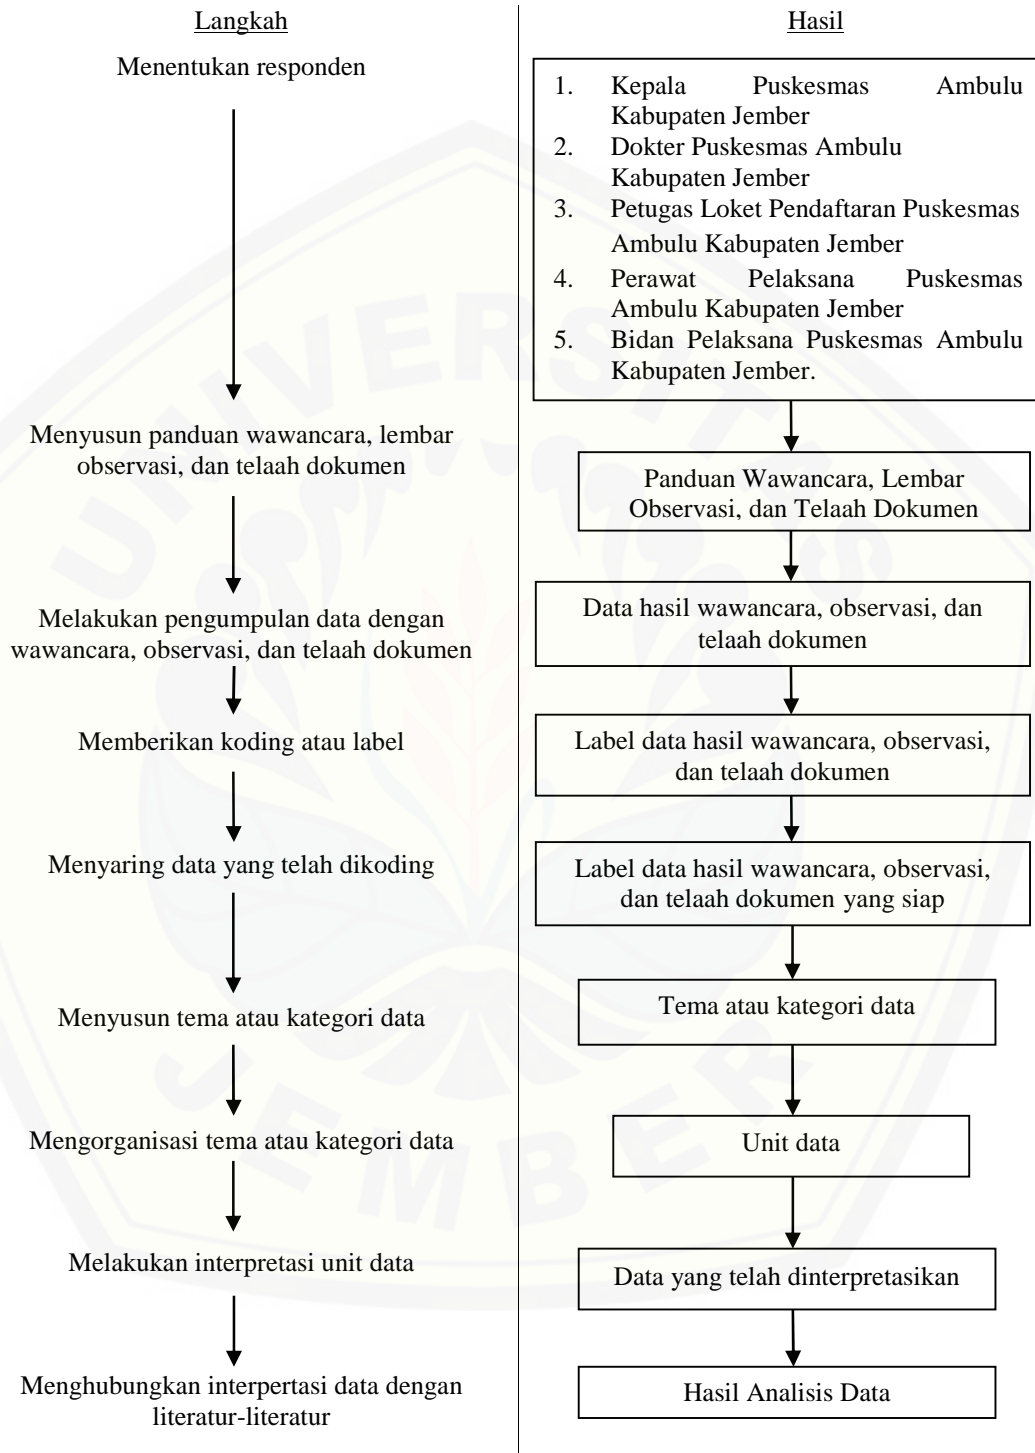 Langkah
Menentukan responden
Menyusun panduan wawancara, lembar
observasi, dan telaah dokumen
Melakukan pengumpulan data dengan
wawancara, observasi, dan telaah dokumen
Memberikan koding atau label
Menyaring data yang telah dikoding
Menyusun tema atau kategori data
Mengorganisasi tema atau kategori data
Melakukan interpretasi unit data
Menghubungkan interpertasi data dengan
literatur-literatur
Hasil
1. Kepala Puskesmas Ambulu
Kabupaten Jember
2. Dokter Puskesmas Ambulu
Kabupaten Jember
3. Petugas Loket Pendaftaran Puskesmas
Ambulu Kabupaten Jember
4. Perawat Pelaksana Puskesmas
Ambulu Kabupaten Jember
5. Bidan Pelaksana Puskesmas Ambulu
Kabupaten Jember.
Panduan Wawancara, Lembar
Observasi, dan Telaah Dokumen
Data hasil wawancara, observasi, dan
telaah dokumen
Label data hasil wawancara, observasi,
dan telaah dokumen
Label data hasil wawancara, observasi,
dan telaah dokumen yang siap
Tema atau kategori data
Unit data
Data yang telah dinterpretasikan
Hasil Analisis Data
UNIVERSITAS
JEMBER